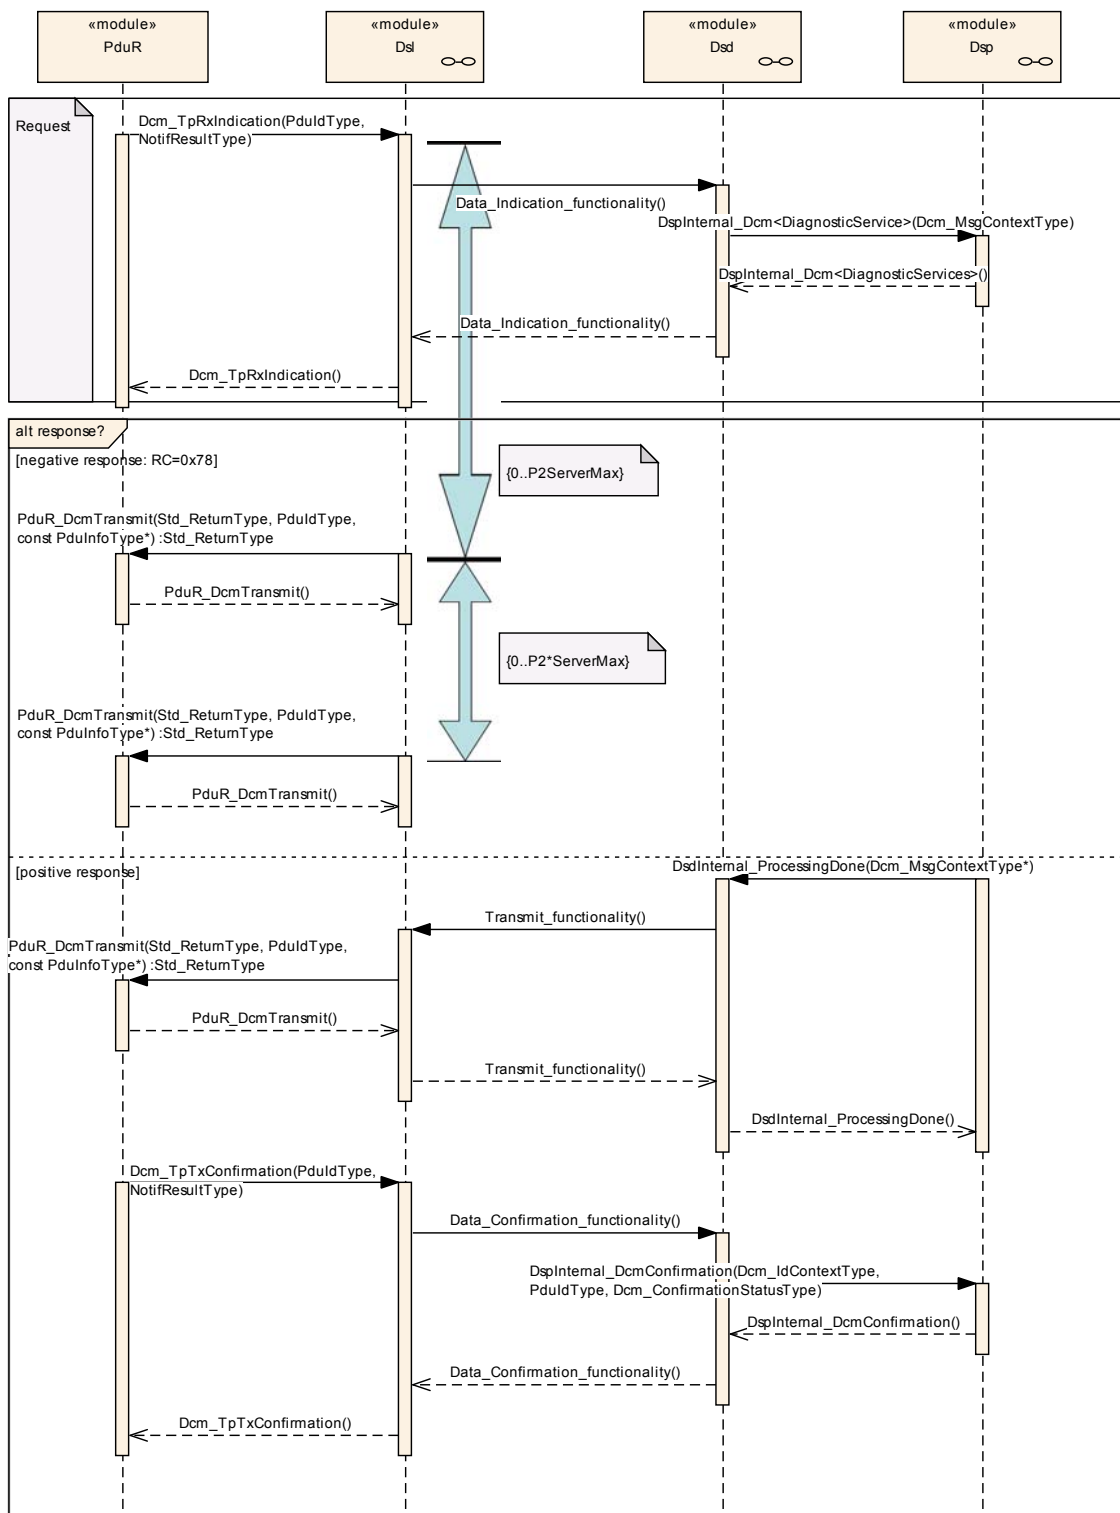 «module»
PduR
«module»
Dsl
«module»
Dsd
«module»
Dsp
Request
Dcm_TpRxIndication(PduIdType,
NotifResultType)
Data_Indication_functionality()
DspInternal_Dcm<DiagnosticService>(Dcm_MsgContextType)
DspInternal_Dcm<DiagnosticServices>()
Data_Indication_functionality()
Dcm_TpRxIndication()
alt response?
[negative response: RC=0x78]
{0..P2ServerMax}
PduR_DcmTransmit(Std_ReturnType, PduIdType,
const PduInfoType*) :Std_ReturnType
PduR_DcmTransmit()
{0..P2*ServerMax}
PduR_DcmTransmit(Std_ReturnType, PduIdType,
const PduInfoType*) :Std_ReturnType
PduR_DcmTransmit()
[positive response]
DsdInternal_ProcessingDone(Dcm_MsgContextType*)
Transmit_functionality()
PduR_DcmTransmit(Std_ReturnType, PduIdType,
const PduInfoType*) :Std_ReturnType
PduR_DcmTransmit()
Transmit_functionality()
DsdInternal_ProcessingDone()
Dcm_TpTxConfirmation(PduIdType,
NotifResultType)
Data_Confirmation_functionality()
DspInternal_DcmConfirmation(Dcm_IdContextType,
PduIdType, Dcm_ConfirmationStatusType)
DspInternal_DcmConfirmation()
Data_Confirmation_functionality()
Dcm_TpTxConfirmation()